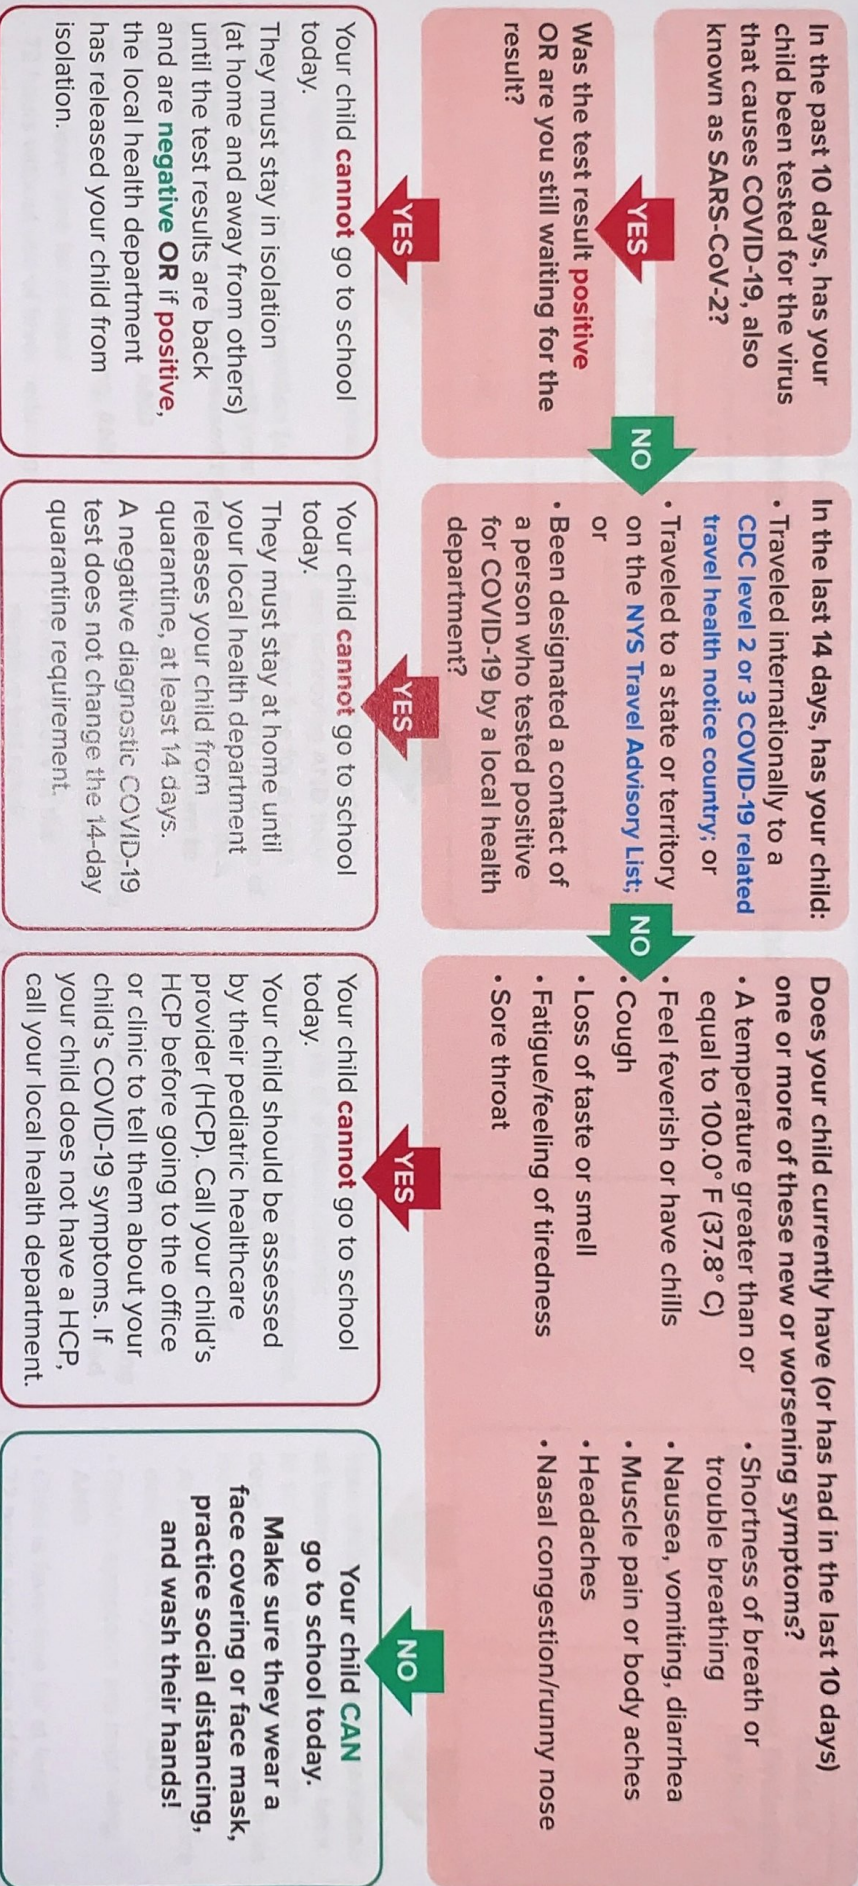 In the past 10 days, has your
child been tested for the virus
that causes COVID-19, also
known as SARS-CoV-2?
YES
Was the test result positive
OR are you still waiting for the
result?
YES
Your child cannot go to school
today.
They must stay in isolation
(at home and away from others)
until the test results are back
and are negative OR if positive,
the local health department
has released your child from
isolation.
NO
In the last 14 days, has your child:
• Traveled internationally to a
CDC level 2 or 3 COVID-19 related
travel health notice country; or
• Traveled to a state or territory
on the NYS Travel Advisory List;
or
• Been designated a contact of
a person who tested positive
for COVID-19 by a local health
department?
YES
Your child cannot go to school
today.
They must stay at home until
your local health department
releases your child from
quarantine, at least 14 days.
A negative diagnostic COVID-19
test does not change the 14-day
quarantine requirement.
NO
Does your child currently have (or has had in the last 10 days)
one or more of these new or worsening symptoms?
• A temperature greater than or
equal to 100.0° F (37.8° C)
• Feel feverish or have chills
• Cough
• Loss of taste or smell
• Fatigue/feeling of tiredness
• Sore throat
• Shortness of breath or
trouble breathing
• Nausea, vomiting, diarrhea
• Muscle pain or body aches
• Headaches
• Nasal congestion/runny nose
YES
Your child cannot go to school
today.
Your child should be assessed
by their pediatric healthcare
provider (HCP). Call your child's
HCP before going to the office
or clinic to tell them about your
child's COVID-19 symptoms. If
your child does not have a HCP,
call your local health department.
NO
Your child CAN
go to school today.
Make sure they wear a
face covering or face mask,
practice social distancing,
and wash their hands!